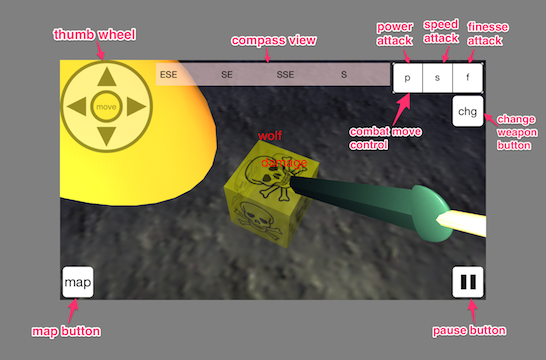 thumb wheel
compass view
power
attack
speed
attack
finesse
attack
ESE SE SSE S
p s f
move
chg
combat move
control
change
weapon
button
wolf
damage
map
map button
pause button